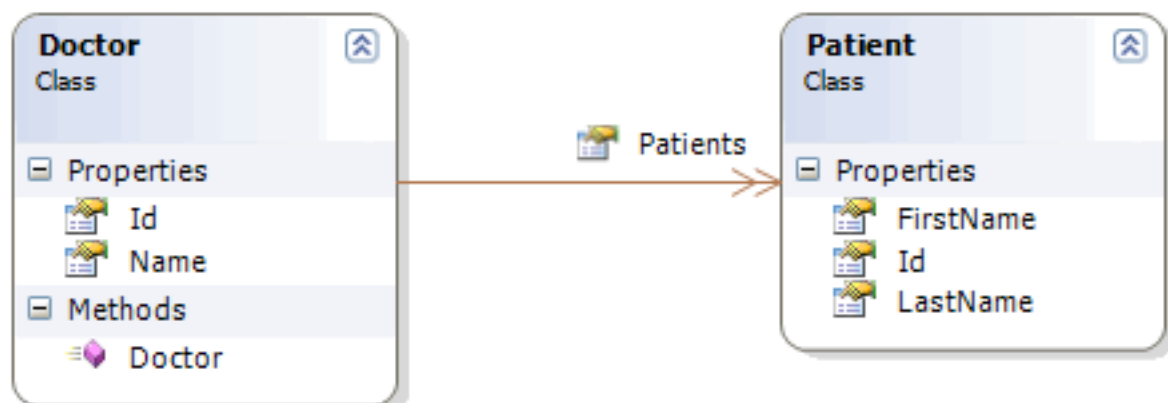 Doctor
Class
Properties
Id
Name
Methods
Doctor
Patients
Patient
Class
Properties
FirstName
Id
LastName